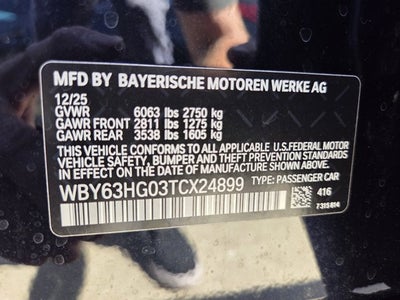 MFD BY BAYERISCHE MOTOREN WERKE AG
12/25
GVWR 6063 lbs 2750 kg
GAWR FRONT 2811 lbs 1275 kg
GAWR REAR 3538 lbs 1605 kg
THIS VEHICLE CONFORMS TO ALL APPLICABLE U.S.FEDERAL MOTOR
VEHICLE SAFETY, BUMPER AND THEFT PREVENTION STANDARDS IN
EFFECT ON THE DATE OF MANUFACTURE SHOWN ABOVE.
WBY63HG03TCX24899 TYPE: PASSENGER CAR
416
7315414